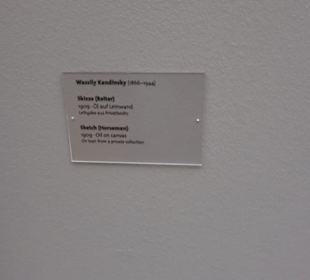 Wassily Kandinsky (1866–1944)
Skizze (Reiter)
1909 · Öl auf Leinwand
Leihgabe aus Privatbesitz
Sketch (Horseman)
1909 · Oil on canvas
On loan from a private collection